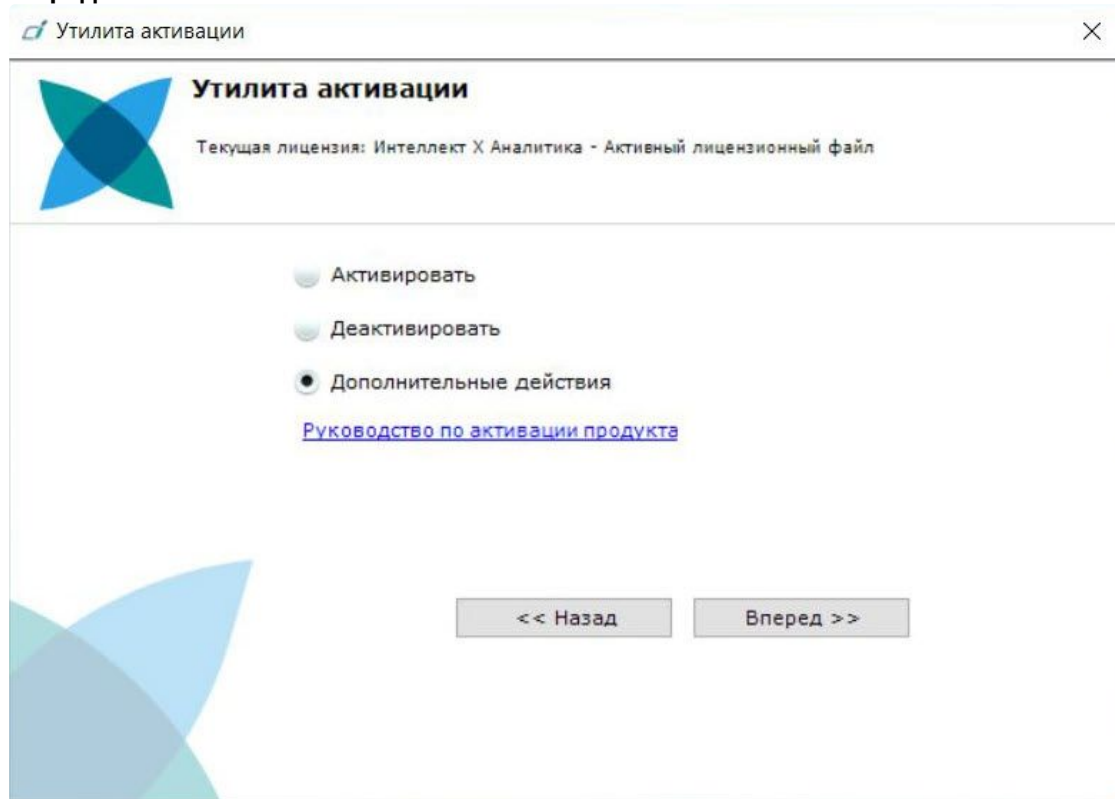 Утилита активации
Утилита активации
Текущая лицензия: Интеллект X Аналитика - Активный лицензионный файл
Активировать
Деактивировать
Дополнительные действия
Руководство по активации продукта
<< Назад
Вперед >>